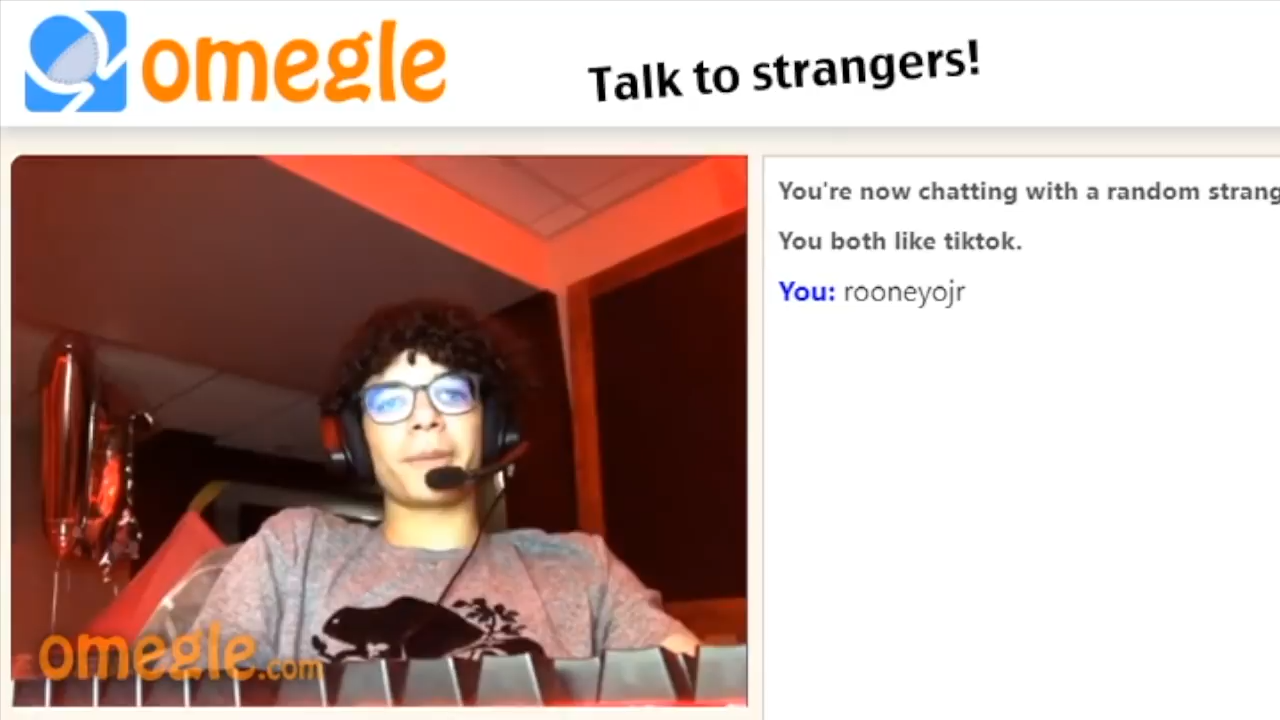 omegle
Talk to strangers!
You're now chatting with a random strang
You both like tiktok.
You: rooneyojr
omegle.com